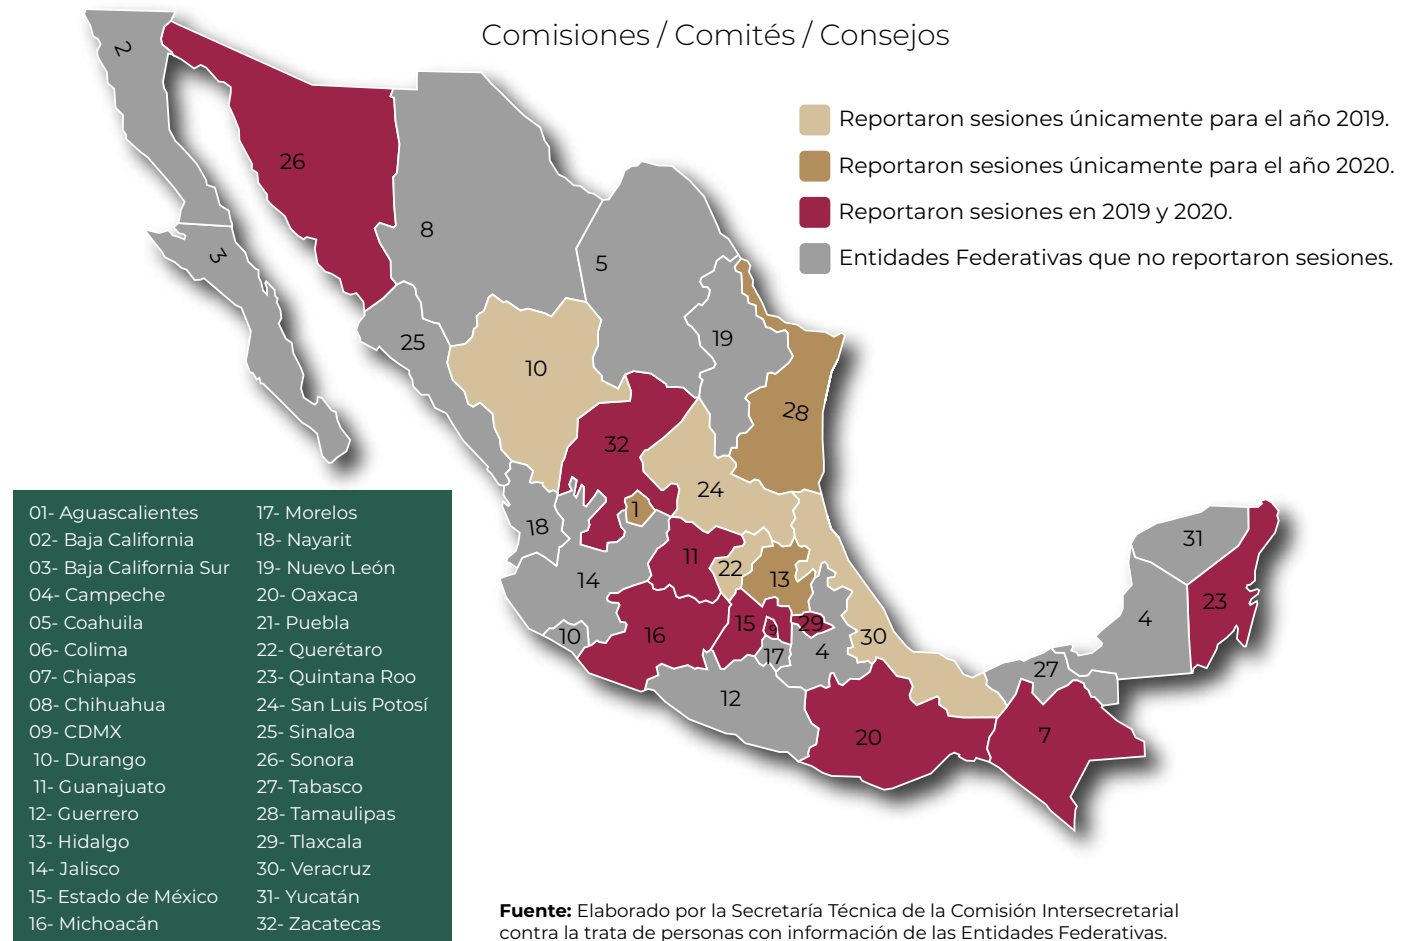 Comisiones / Comités / Consejos
Reportaron sesiones únicamente para el año 2019.
Reportaron sesiones únicamente para el año 2020.
Reportaron sesiones en 2019 y 2020.
Entidades Federativas que no reportaron sesiones.
2
26
8
3
5
25
19
10
28
32
24
1
18
11
22
13
14
31
23
4
15
9
29
16
10
17
4
30
27
12
20
7
01- Aguascalientes
02- Baja California
03- Baja California Sur
04- Campeche
05- Coahuila
06- Colima
07- Chiapas
08- Chihuahua
09- CDMX
10- Durango
11- Guanajuato
12- Guerrero
13- Hidalgo
14- Jalisco
15- Estado de México
16- Michoacán
17- Morelos
18- Nayarit
19- Nuevo León
20- Oaxaca
21- Puebla
22- Querétaro
23- Quintana Roo
24- San Luis Potosí
25- Sinaloa
26- Sonora
27- Tabasco
28- Tamaulipas
29- Tlaxcala
30- Veracruz
31- Yucatán
32- Zacatecas
Fuente: Elaborado por la Secretaría Técnica de la Comisión Intersecretarial
contra la trata de personas con información de las Entidades Federativas.